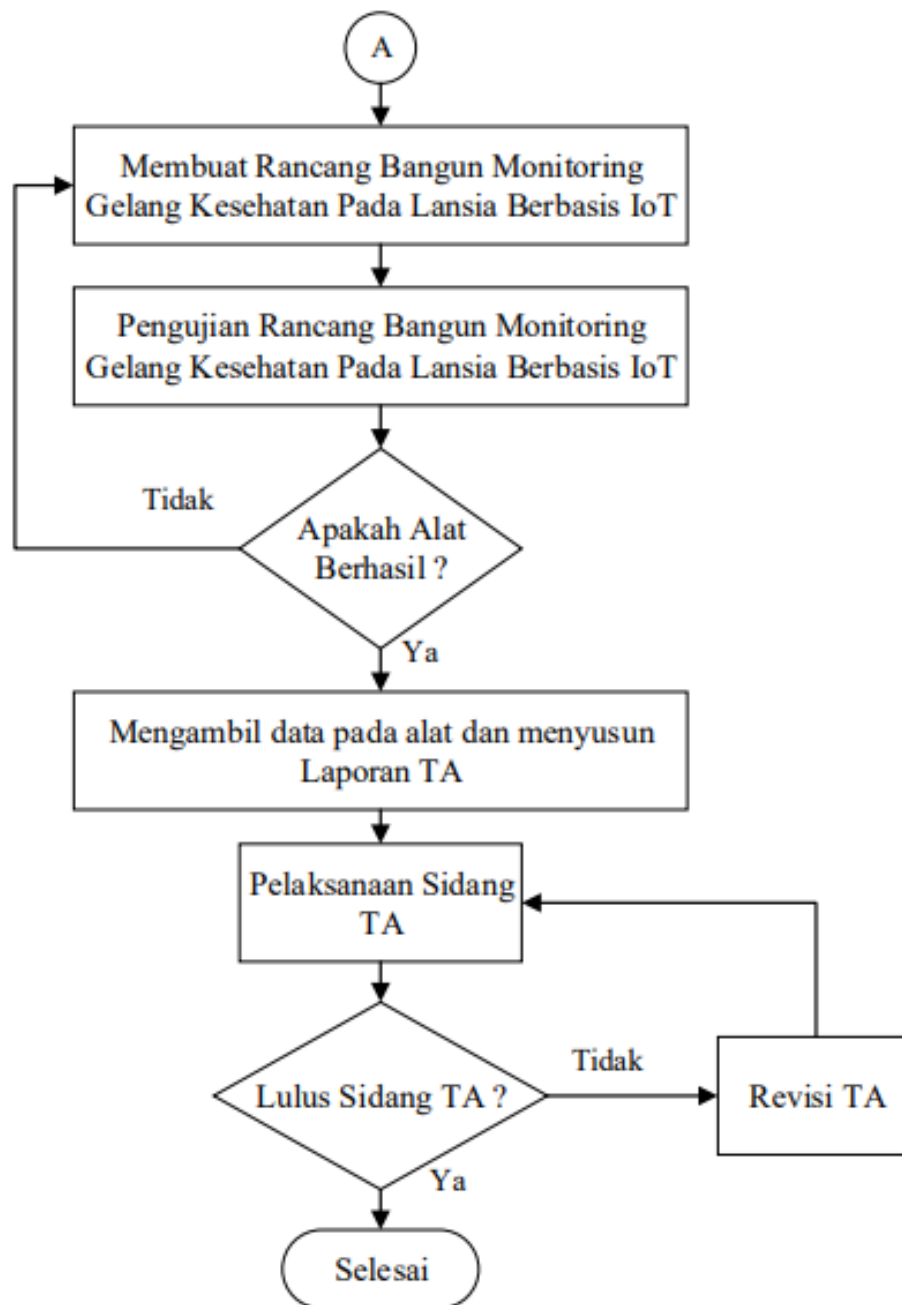 A
Membuat Rancang Bangun Monitoring
Gelang Kesehatan Pada Lansia Berbasis IoT
Pengujian Rancang Bangun Monitoring
Gelang Kesehatan Pada Lansia Berbasis IoT
Tidak
Apakah Alat
Berhasil ?
Ya
Mengambil data pada alat dan menyusun
Laporan TA
Pelaksanaan Sidang
TA
Lulus Sidang TA ?
Tidak
Revisi TA
Ya
Selesai